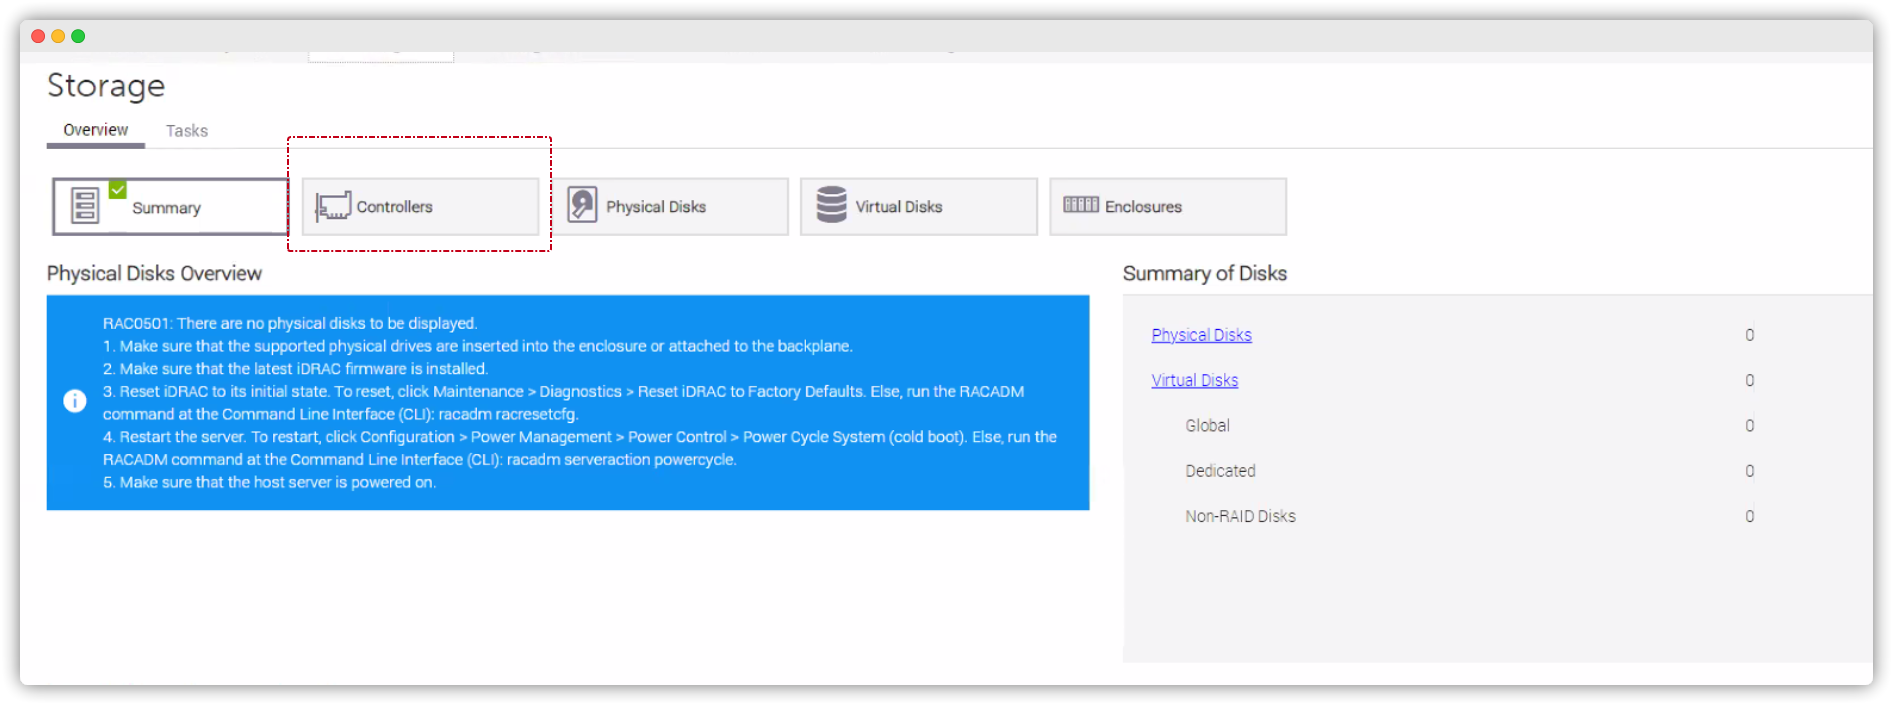 Storage
Overview
Tasks
Summary
Controllers
Physical Disks
Virtual Disks
Enclosures
Physical Disks Overview
RAC0501: There are no physical disks to be displayed.
1. Make sure that the supported physical drives are inserted into the enclosure or attached to the backplane.
2. Make sure that the latest iDRAC firmware is installed.
3. Reset iDRAC to its initial state. To reset, click Maintenance > Diagnostics > Reset iDRAC to Factory Defaults. Else, run the RACADM
command at the Command Line Interface (CLI): racadm racresetcfg.
4. Restart the server. To restart, click Configuration > Power Management > Power Control > Power Cycle System (cold boot). Else, run the
RACADM command at the Command Line Interface (CLI): racadm serveraction powercycle.
5. Make sure that the host server is powered on.
Summary of Disks
Physical Disks 0
Virtual Disks 0
Global 0
Dedicated 0
Non-RAID Disks 0